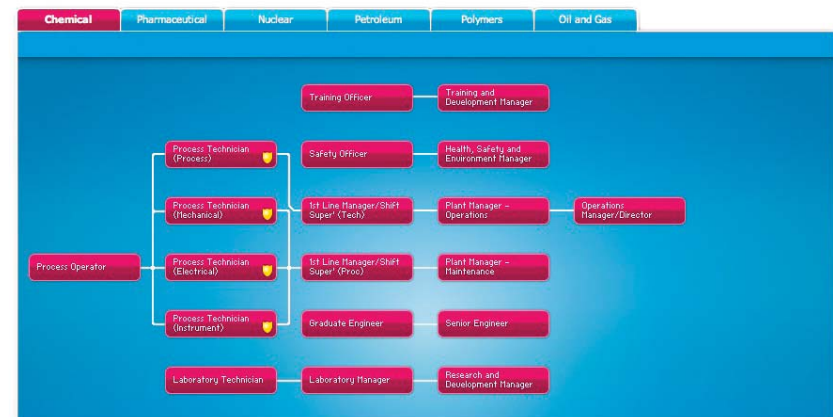 Chemical Pharmaceutical Nuclear Petroleum Polymers Oil and Gas
Training Officer
Training and
Development Manager
Process Technician
(Process)
Safety Officer
Health, Safety and
Environment Manager
Process Technician
(Mechanical)
1st Line Manager/Shift
Super' (Tech)
Plant Manager -
Operations
Operations
Manager/Director
Process Operator
Process Technician
(Electrical)
1st Line Manager/Shift
Super' (Proc)
Plant Manager -
Maintenance
Process Technician
(Instrument)
Graduate Engineer
Senior Engineer
Laboratory Technician
Laboratory Manager
Research and
Development Manager